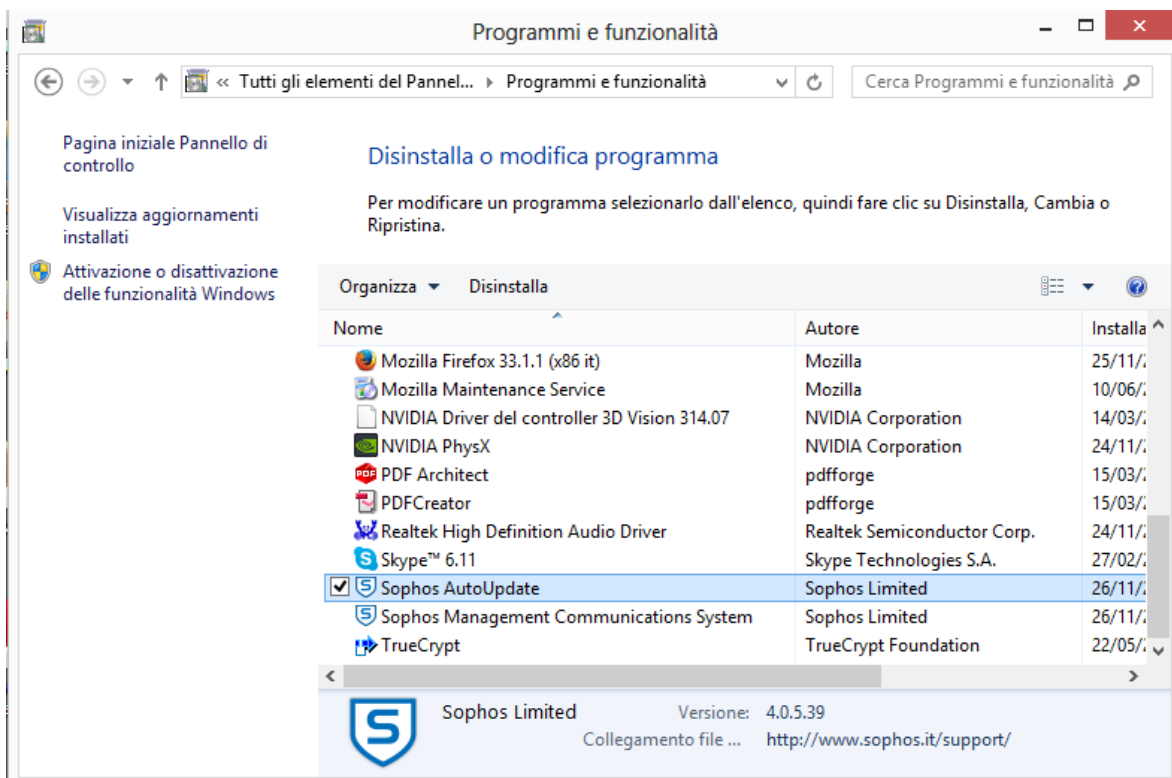 Programmi e funzionalità
« Tutti gli elementi del Pannel... Programmi e funzionalità
Cerca Programmi e funzionalità
Pagina iniziale Pannello di
controllo
Visualizza aggiornamenti
installati
Attivazione o disattivazione
delle funzionalità Windows
Disinstalla o modifica programma
Per modificare un programma selezionarlo dall'elenco, quindi fare clic su Disinstalla, Cambia o
Ripristina.
Organizza Disinstalla
Nome Autore Installa
Mozilla Firefox 33.1.1 (x86 it) Mozilla 25/11/
Mozilla Maintenance Service Mozilla 10/06/
NVIDIA Driver del controller 3D Vision 314.07 NVIDIA Corporation 14/03/
NVIDIA PhysX NVIDIA Corporation 24/11/
PDF Architect pdfforge 15/03/
PDFCreator pdfforge 15/03/
Realtek High Definition Audio Driver Realtek Semiconductor Corp. 24/11/
Skype™ 6.11 Skype Technologies S.A. 27/02/
Sophos AutoUpdate Sophos Limited 26/11/
Sophos Management Communications System Sophos Limited 26/11/
TrueCrypt TrueCrypt Foundation 22/05/
Sophos Limited Versione: 4.0.5.39
Collegamento file ... http://www.sophos.it/support/